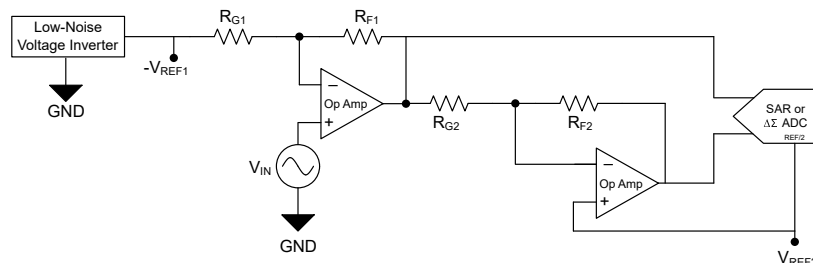 Low-Noise
Voltage Inverter
GND
-VREF1
RG1
RF1
Op Amp
−
+
VIN
GND
RG2
RF2
−
Op Amp
+
SAR or
ΔΣ ADC
REF/2